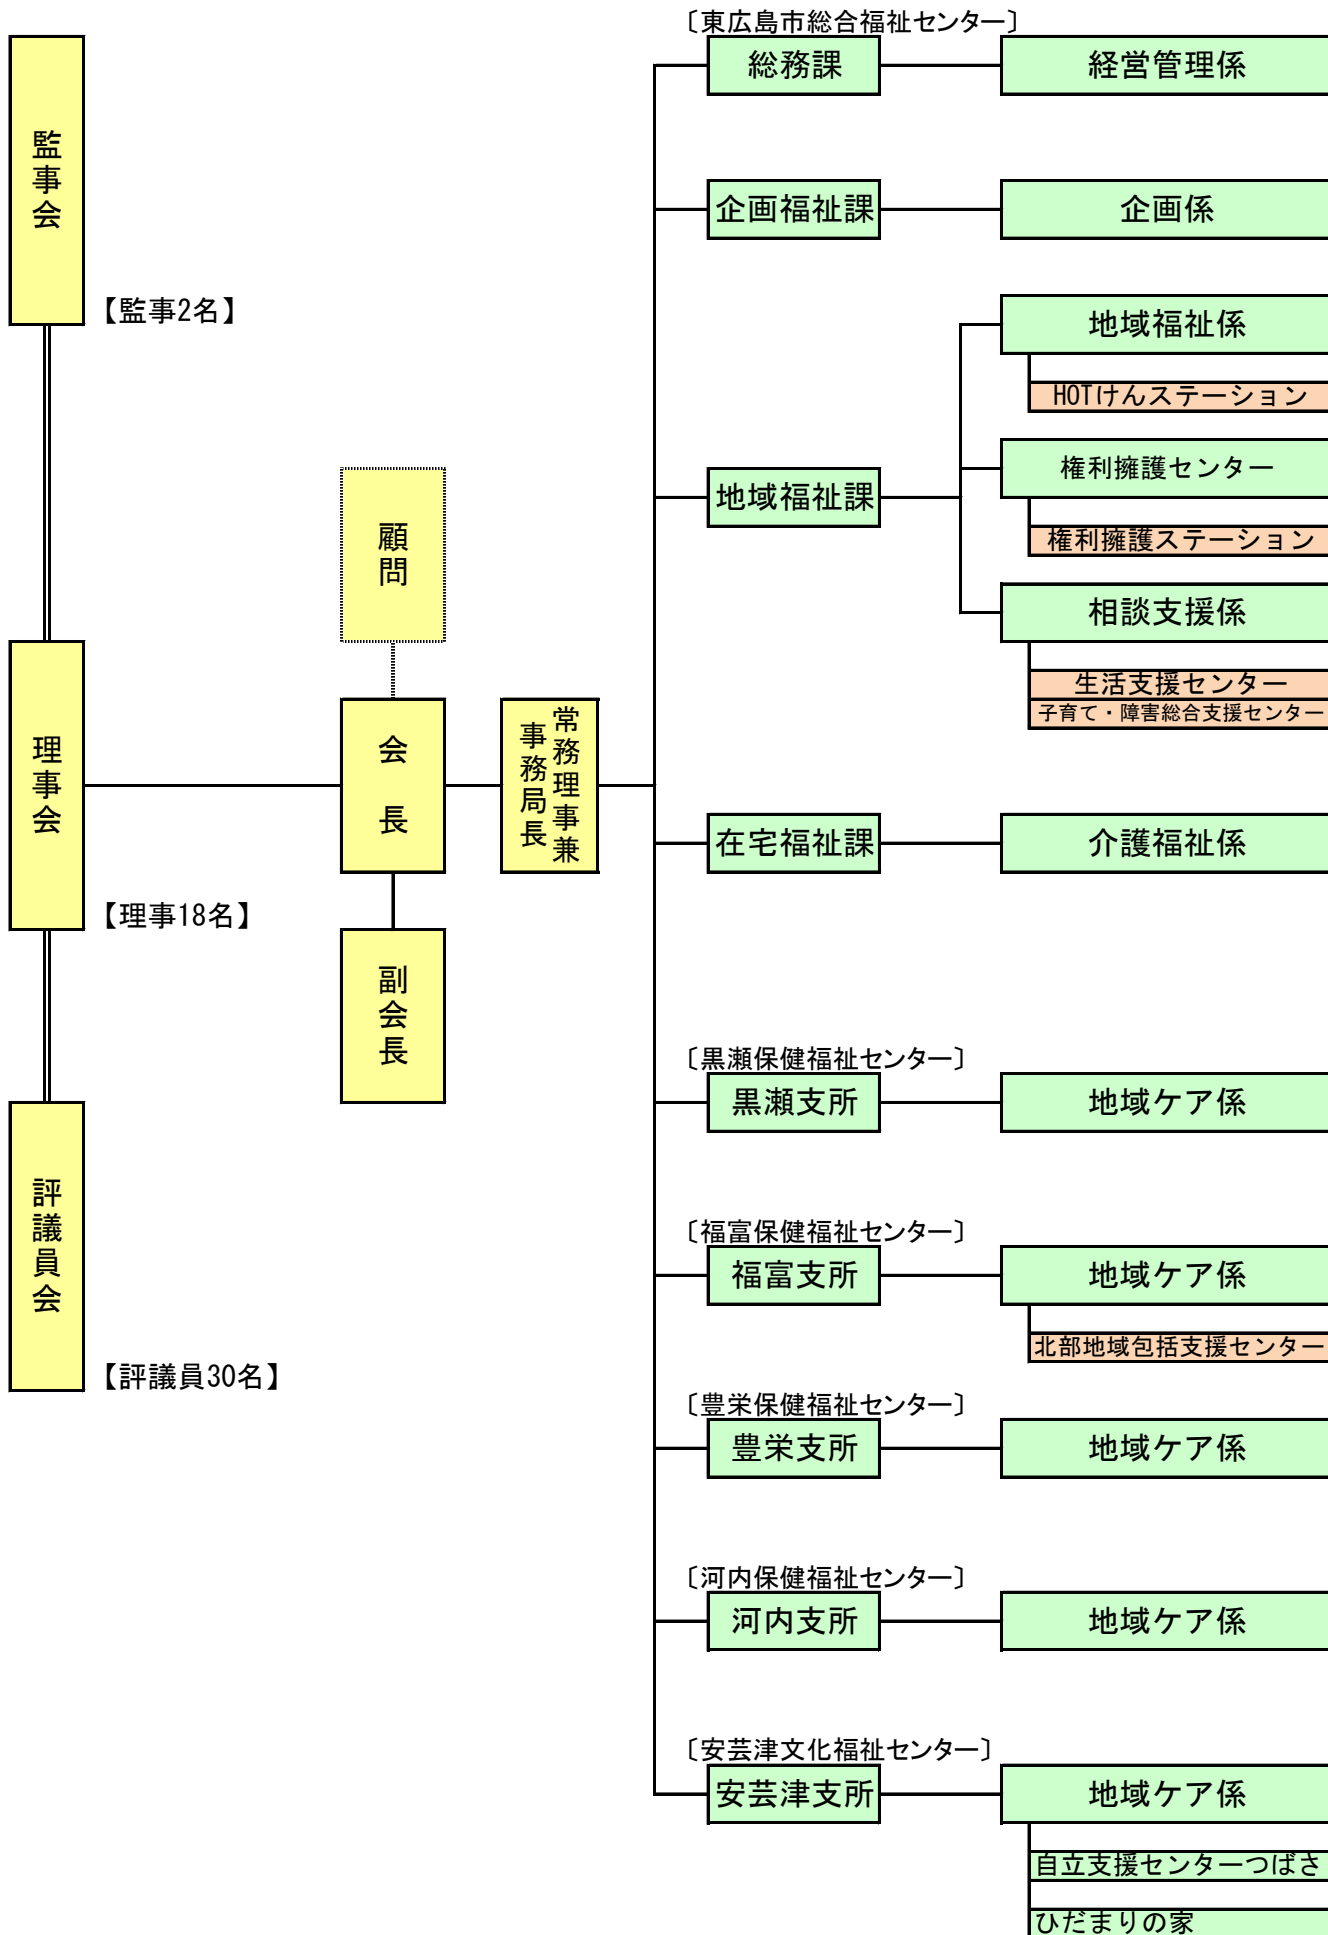 監事会
【監事2名】
理事会
【理事18名】
評議員会
【評議員30名】
顧問
会長
副会長
常務理事兼
事務局長
〔東広島市総合福祉センター〕
総務課
経営管理係
企画福祉課
企画係
地域福祉課
地域福祉係
HOTけんステーション
権利擁護センター
権利擁護ステーション
相談支援係
生活支援センター
子育て・障害総合支援センター
在宅福祉課
介護福祉係
〔黒瀬保健福祉センター〕
黒瀬支所
地域ケア係
〔福富保健福祉センター〕
福富支所
地域ケア係
北部地域包括支援センター
〔豊栄保健福祉センター〕
豊栄支所
地域ケア係
〔河内保健福祉センター〕
河内支所
地域ケア係
〔安芸津文化福祉センター〕
安芸津支所
地域ケア係
自立支援センターつばさ
ひだまりの家